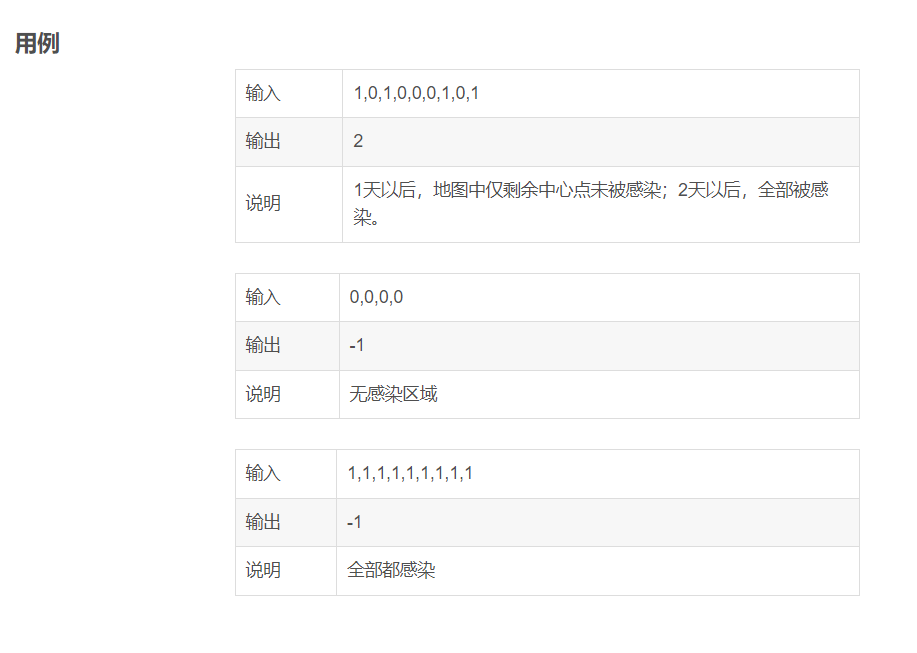 用例
输入 1,0,1,0,0,0,1,0,1
输出 2
说明 1天以后，地图中仅剩余中心点未被感染；2天以后，全部被感
染。
输入 0,0,0,0
输出 -1
说明 无感染区域
输入 1,1,1,1,1,1,1,1,1
输出 -1
说明 全部都感染